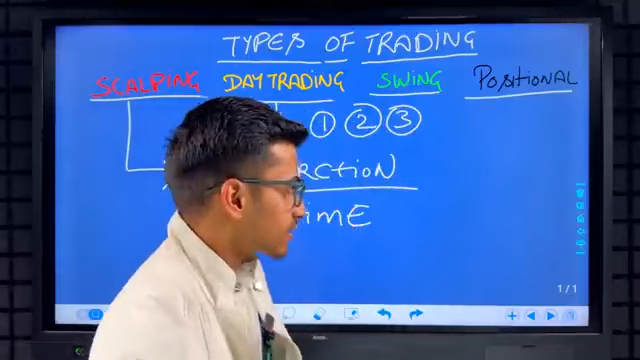 TYPES OF TRADING
SCALPING DAY TRADING SWING POSITIONAL
1 2 3
1/1